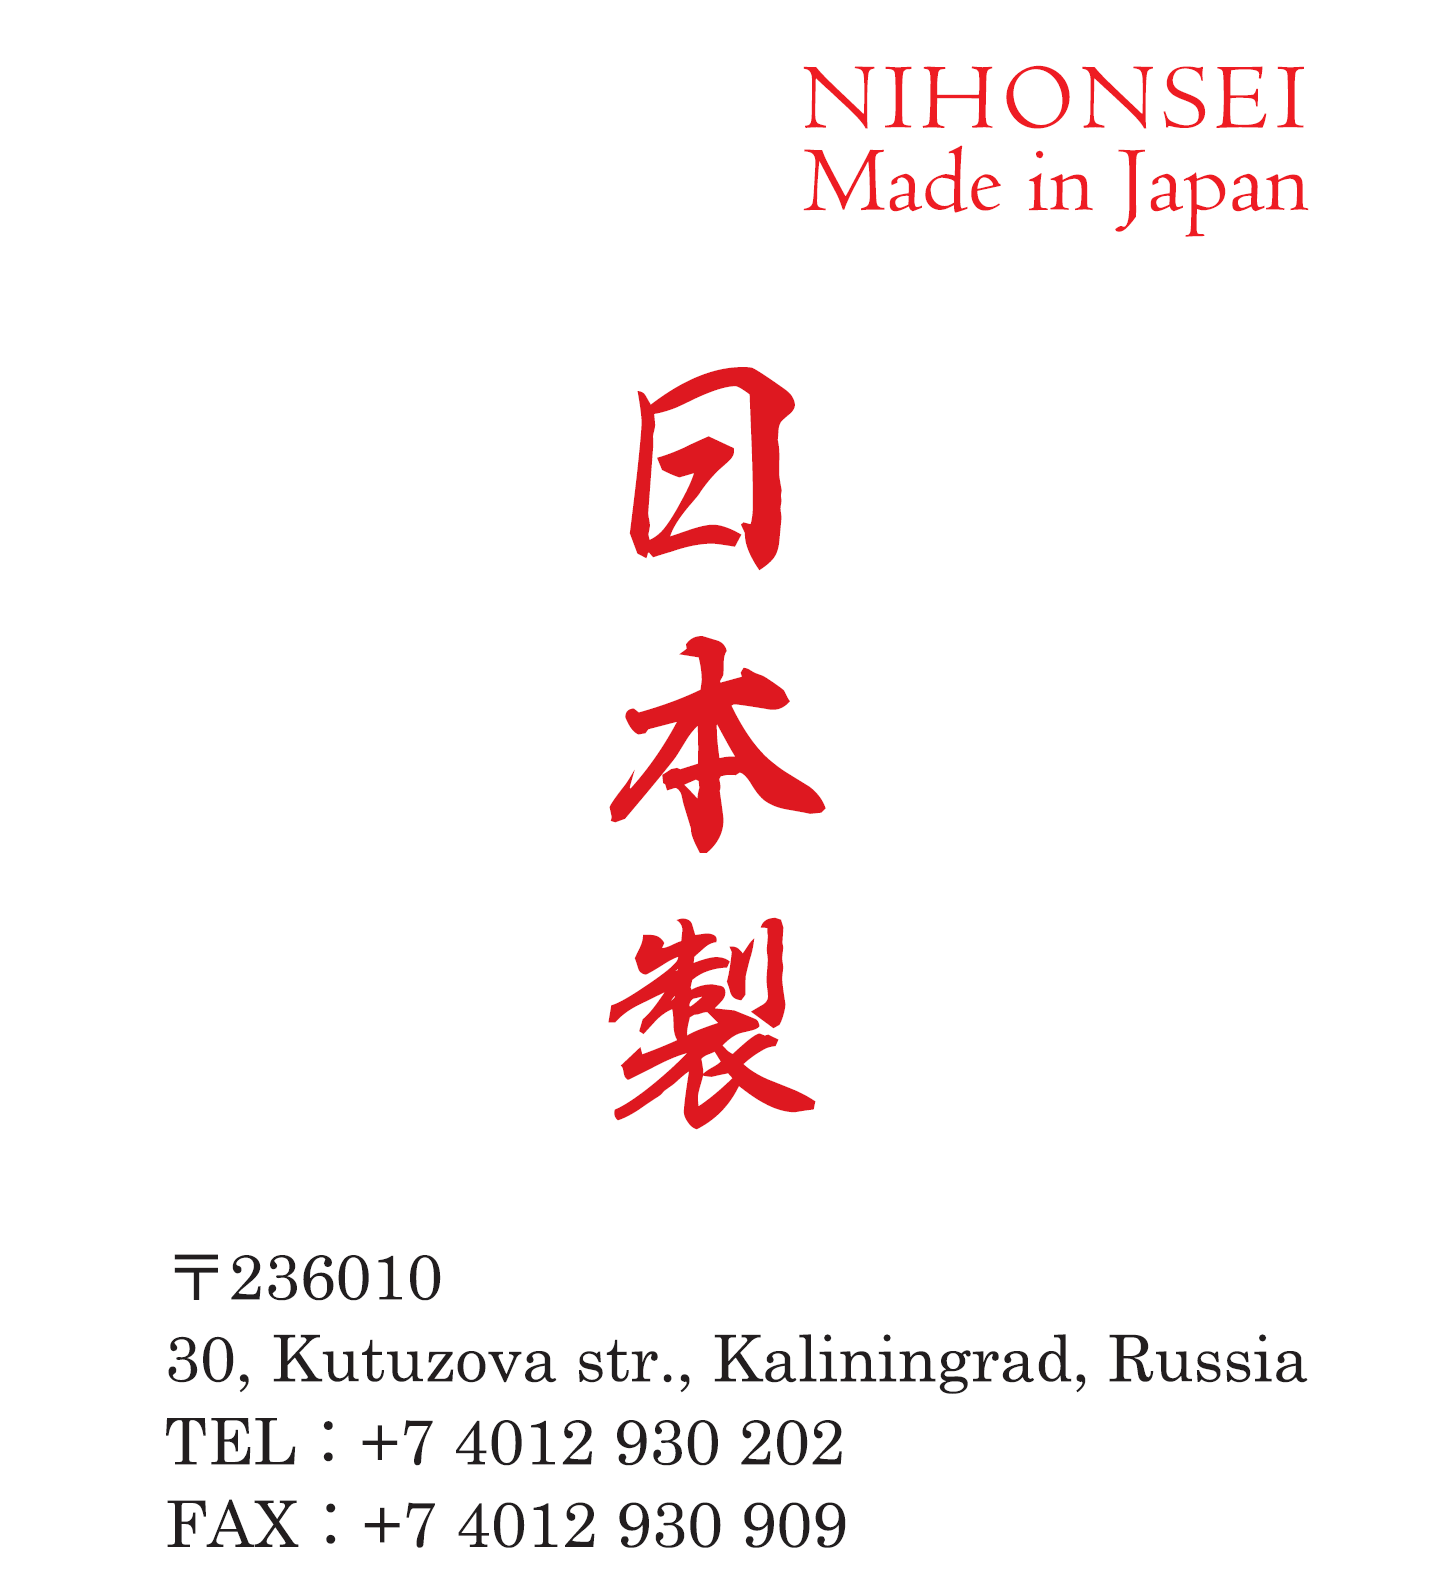 NIHONSEI
Made in Japan
日本製
〒236010
30, Kutuzova str., Kaliningrad, Russia
TEL：+7 4012 930 202
FAX：+7 4012 930 909